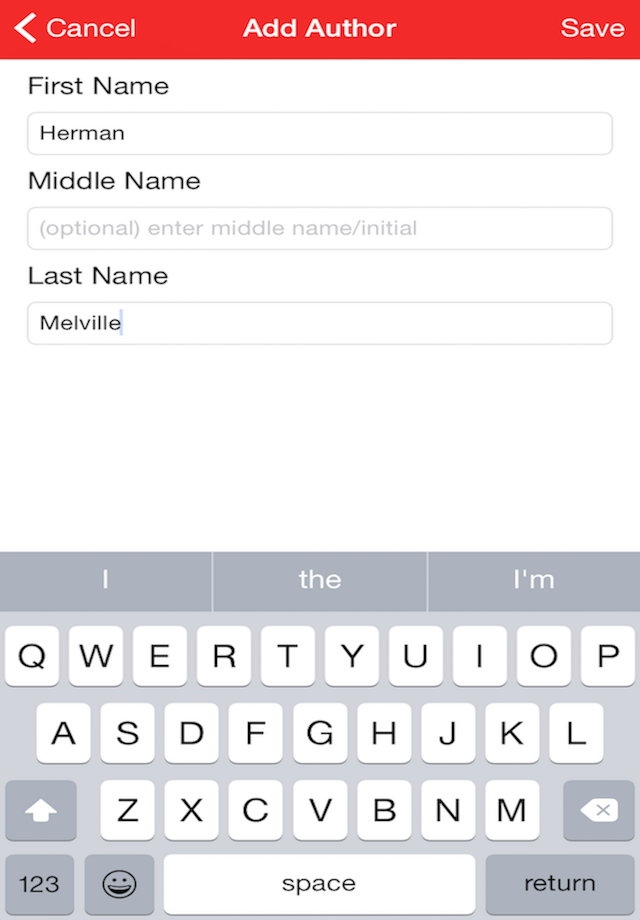 Cancel Add Author Save
First Name
Herman
Middle Name
(optional) enter middle name/initial
Last Name
Melville
I the I'm
Q W E R T Y U I O P
A S D F G H J K L
Z X C V B N M
123 space return